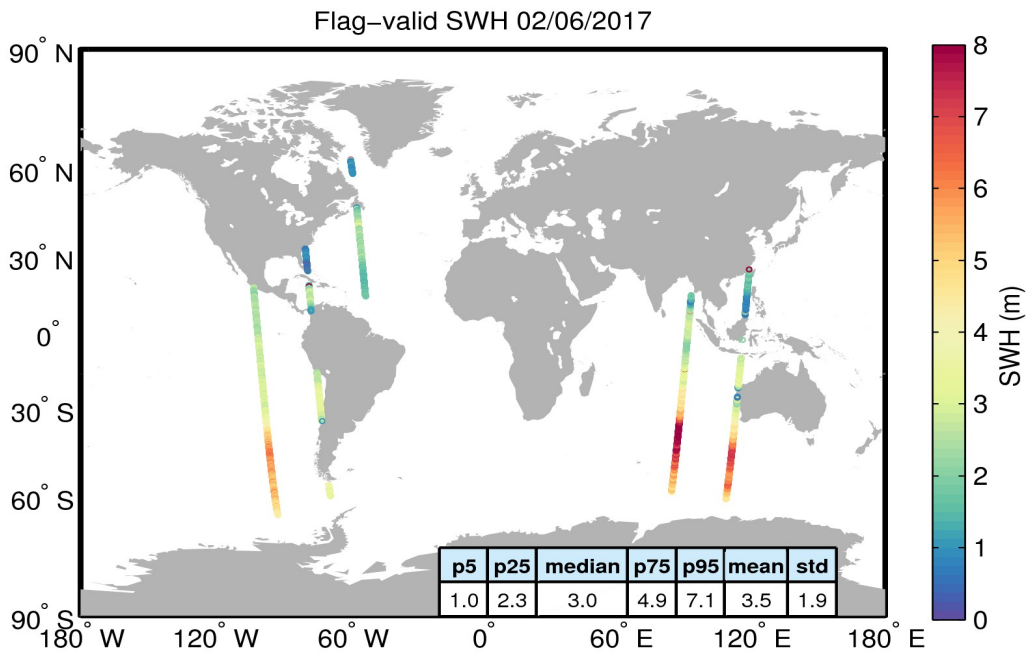 Flag−valid SWH 02/06/2017
90° N
60° N
30° N
0°
30° S
60° S
90° S
180° W 120° W 60° W 0° 60° E 120° E 180° E
p5 p25 median p75 p95 mean std
1.0 2.3 3.0 4.9 7.1 3.5 1.9
8
7
6
5
4
3
2
1
0
SWH (m)